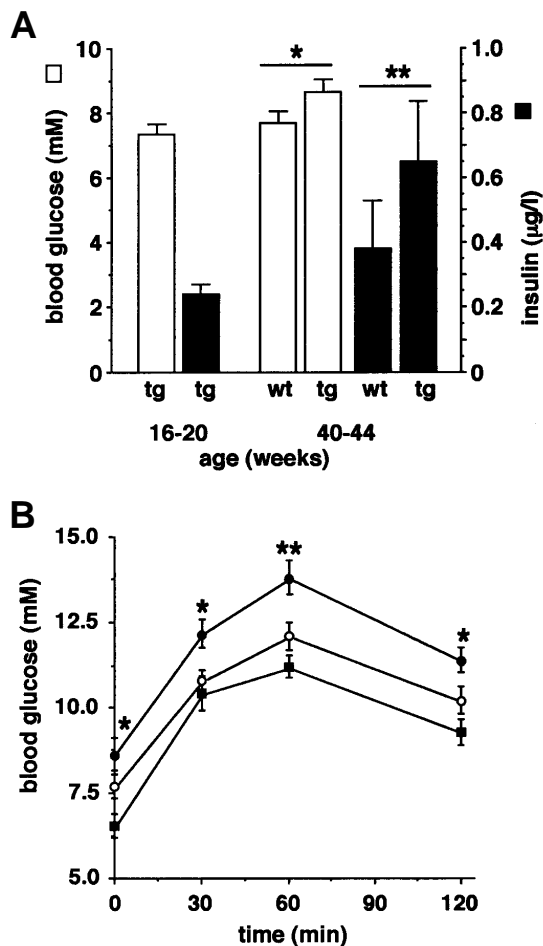 A
10
8
6
4
2
0
blood glucose (mM)
*
**
1.0
0.8
0.6
0.4
0.2
0
insulin (μg/l)
tg tg wt tg wt tg
16-20 40-44
age (weeks)
B
15.0
12.5
10.0
7.5
5.0
blood glucose (mM)
*
*
**
*
0 30 60 90 120
time (min)